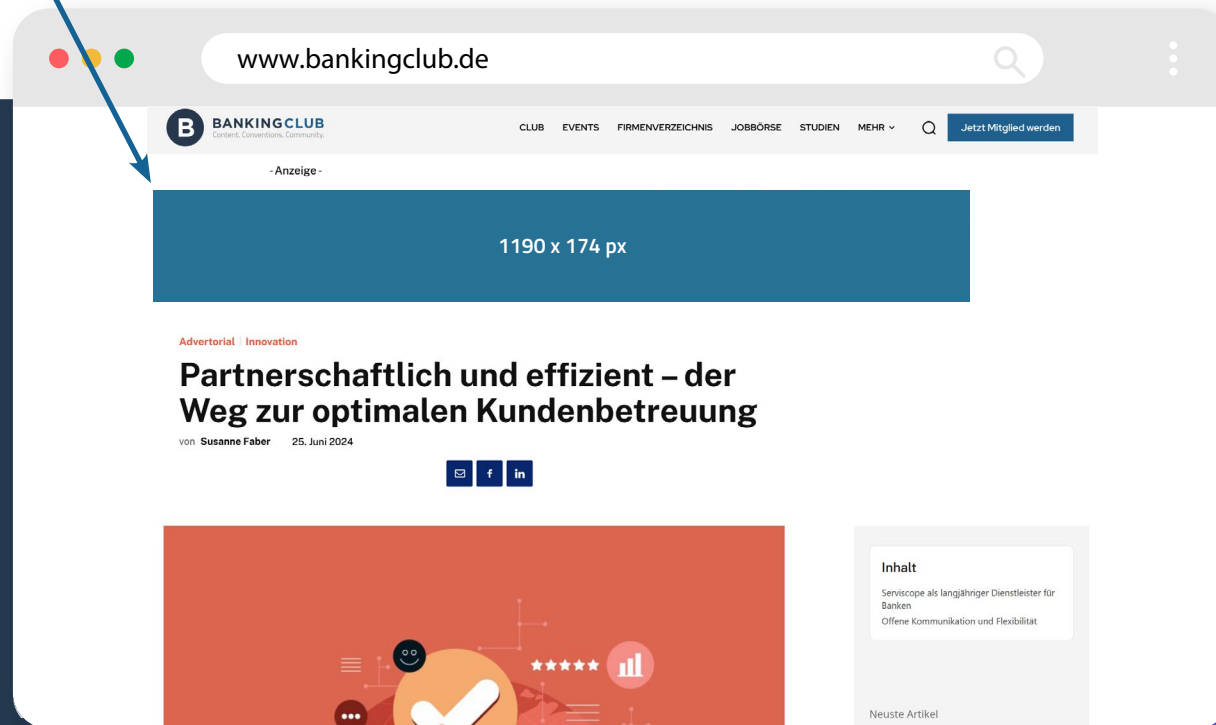 www.bankingclub.de
B BANKINGCLUB
Content. Conventions. Community.
CLUB EVENTS FIRMENVERZEICHNIS JOBBÖRSE STUDIEN MEHR Jetzt Mitglied werden
- Anzeige -
1190 x 174 px
Advertorial | Innovation
Partnerschaftlich und effizient – der
Weg zur optimalen Kundenbetreuung
von Susanne Faber 25. Juni 2024
f in
Inhalt
Serviscope als langjähriger Dienstleister für
Banken
Offene Kommunikation und Flexibilität
Neuste Artikel